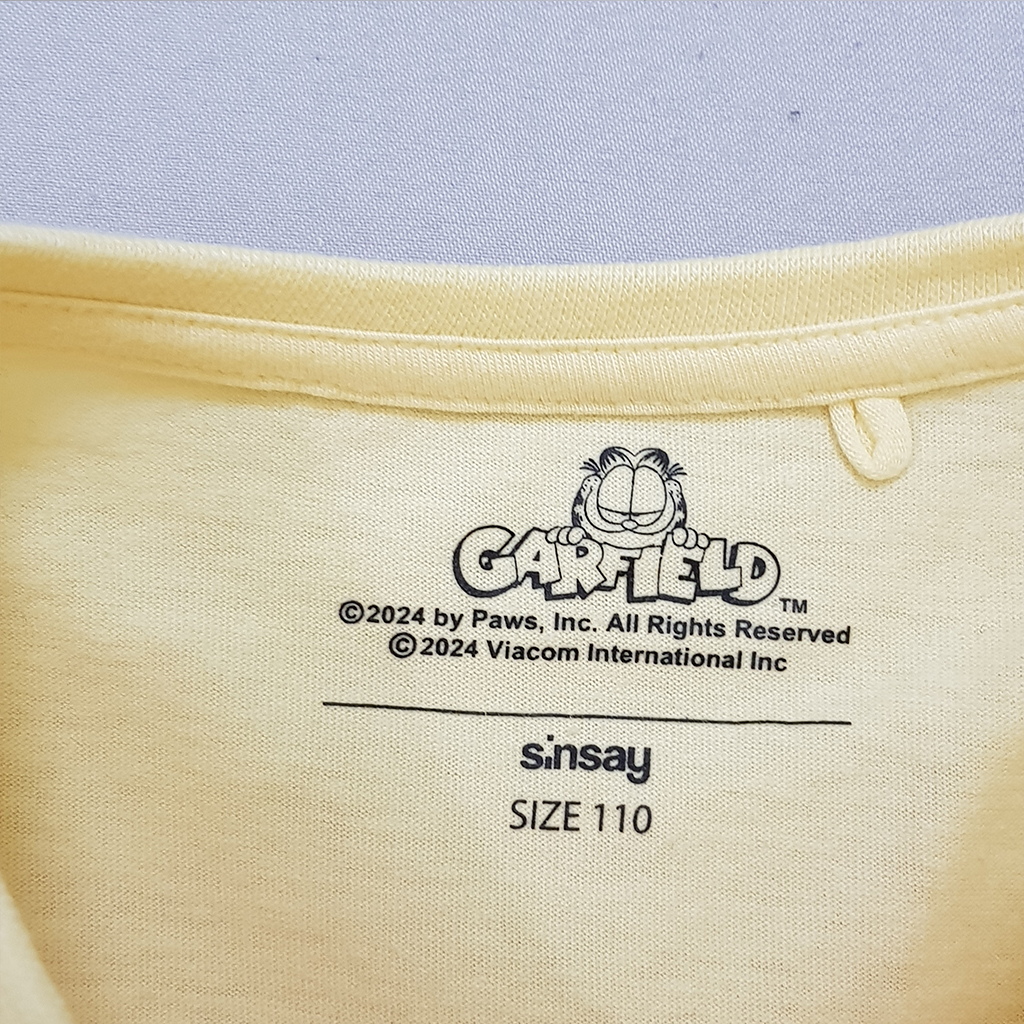 GARFIELD TM
©2024 by Paws, Inc. All Rights Reserved
©2024 Viacom International Inc
sinsay
SIZE 110